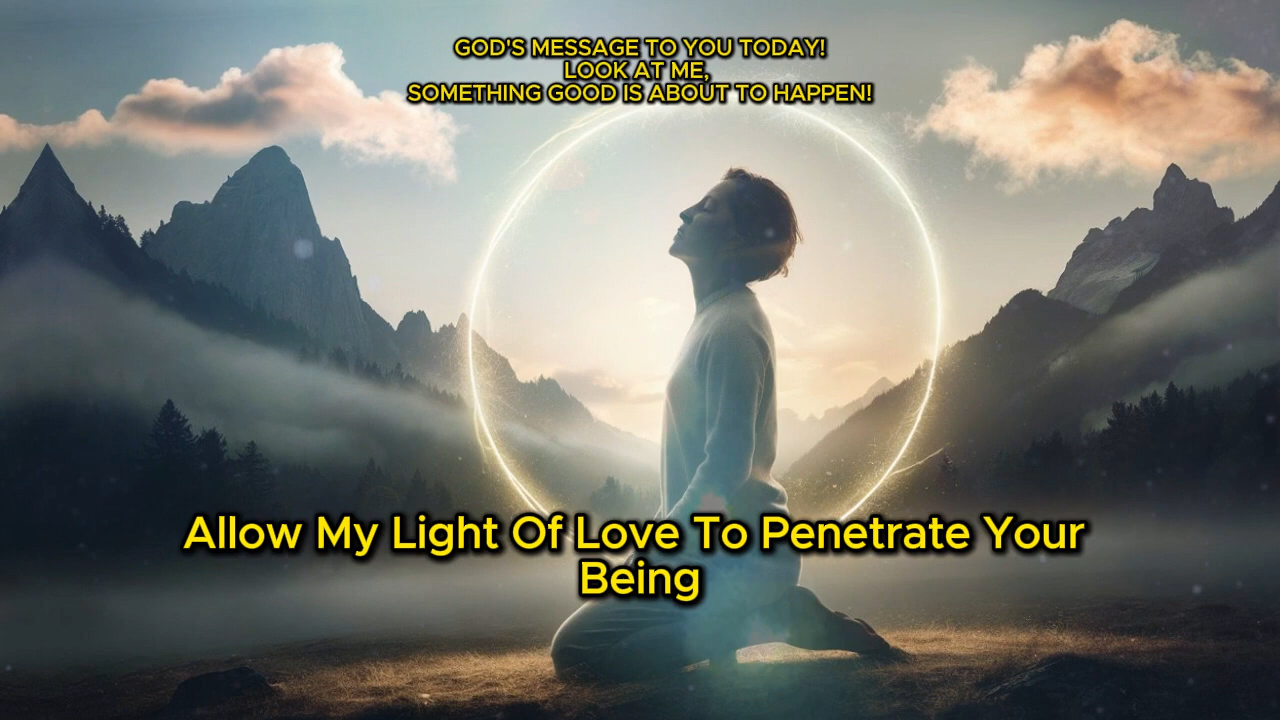 GOD'S MESSAGE TO YOU TODAY!
LOOK AT ME,
SOMETHING GOOD IS ABOUT TO HAPPEN!
Allow My Light Of Love To Penetrate Your
Being